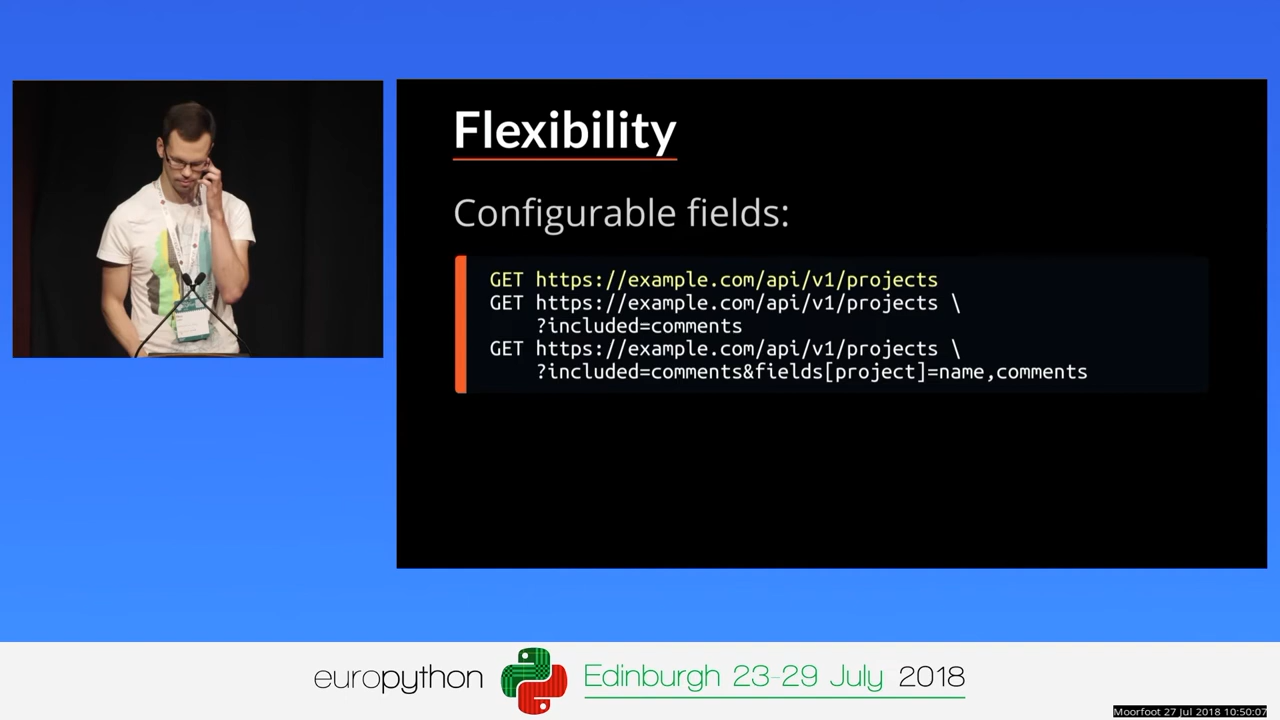 Flexibility
Configurable fields:
GET https://example.com/api/v1/projects
GET https://example.com/api/v1/projects \
?included=comments
GET https://example.com/api/v1/projects \
?included=comments&fields[project]=name,comments
europython
Edinburgh 23-29 July 2018
Moorfoot 27 Jul 2018 10:50:07